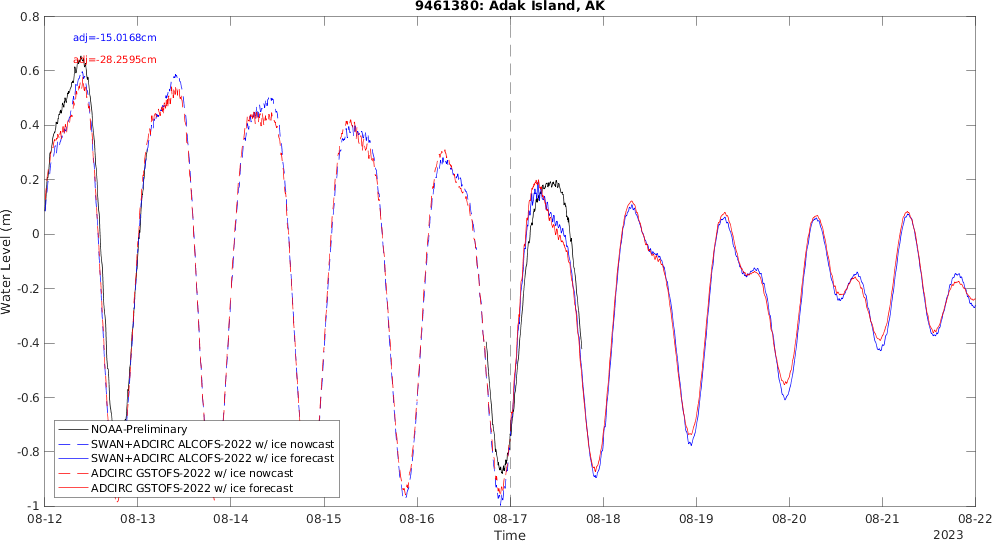 9461380: Adak Island, AK
adj=-15.0168cm
adj=-28.2595cm
0.8
0.6
0.4
0.2
0
-0.2
-0.4
-0.6
-0.8
-1
Water Level (m)
NOAA-Preliminary
SWAN+ADCIRC ALCOFS-2022 w/ ice nowcast
SWAN+ADCIRC ALCOFS-2022 w/ ice forecast
ADCIRC GSTOFS-2022 w/ ice nowcast
ADCIRC GSTOFS-2022 w/ ice forecast
08-12 08-13 08-14 08-15 08-16 08-17 08-18 08-19 08-20 08-21 08-22
Time
2023